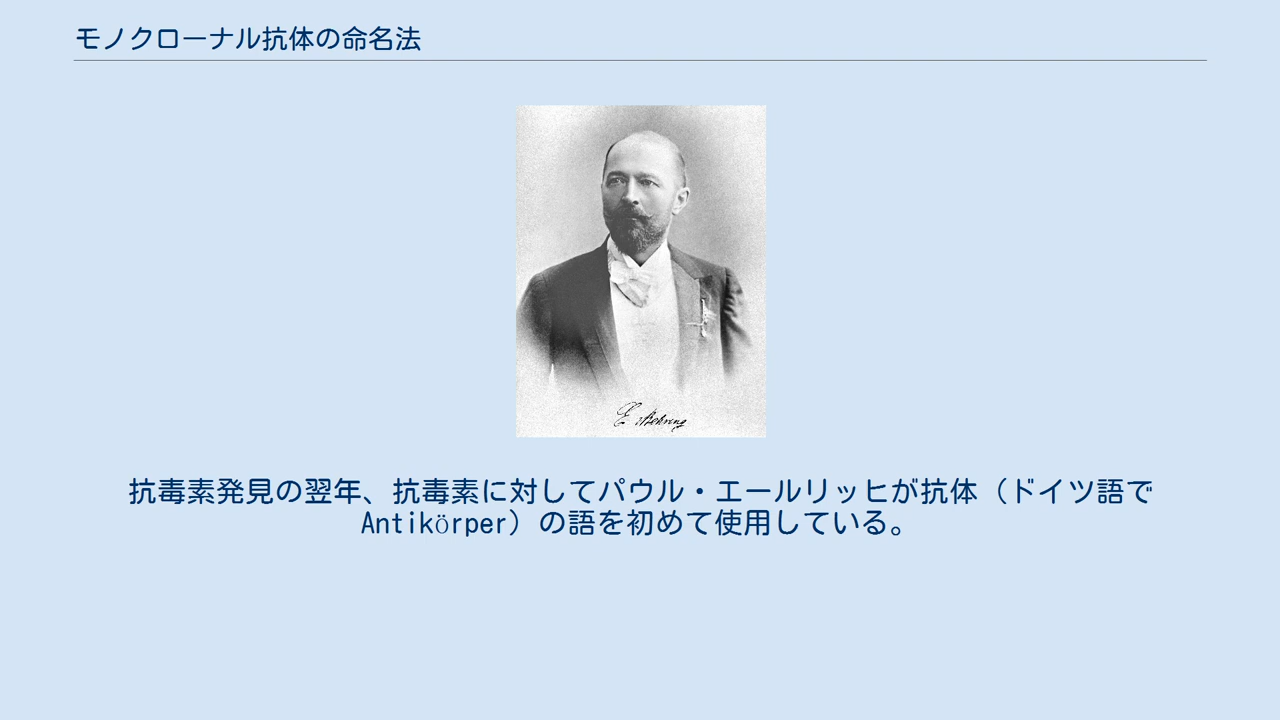 モノクローナル抗体の命名法
E. Behring
抗毒素発見の翌年、抗毒素に対してパウル・エールリッヒが抗体（ドイツ語で
Antikörper）の語を初めて使用している。